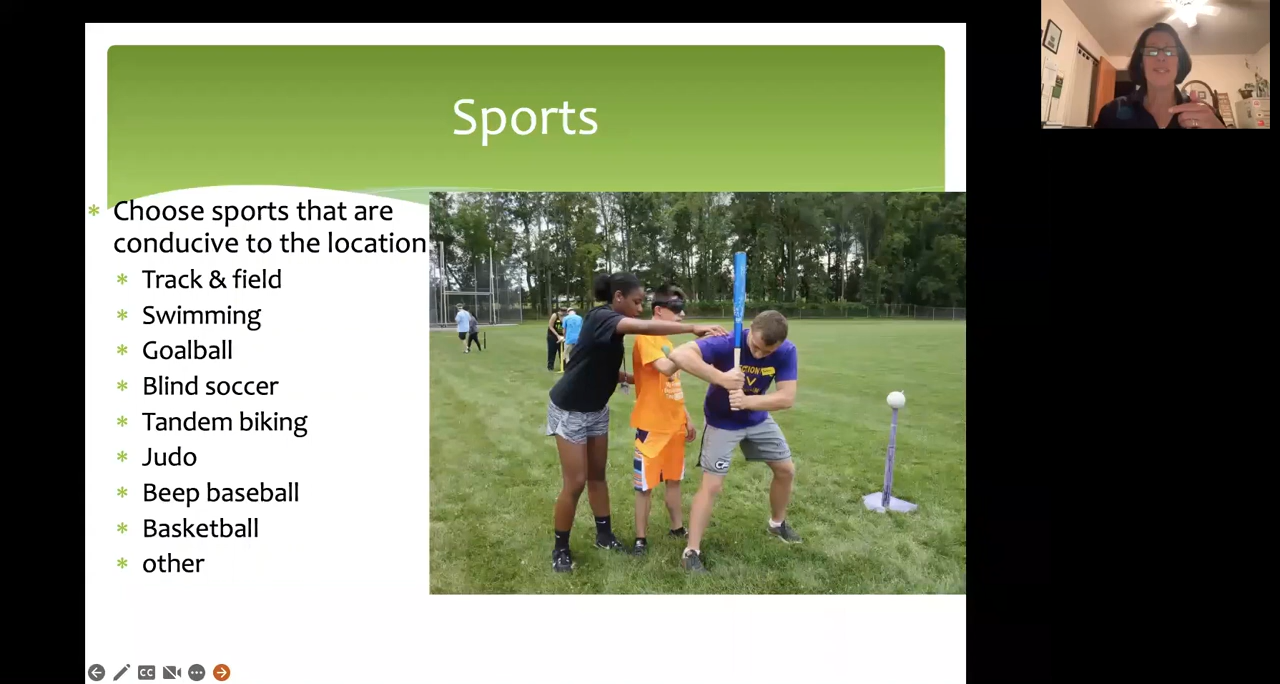 Sports
* Choose sports that are
conducive to the location
* Track & field
* Swimming
* Goalball
* Blind soccer
* Tandem biking
* Judo
* Beep baseball
* Basketball
* other
CC